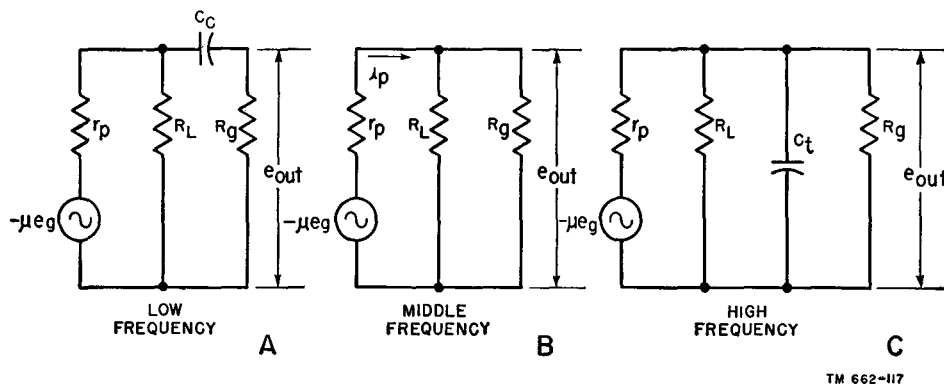 Cc
rp
RL
Rg
eout
-μeg
LOW
FREQUENCY
A
ip
rp
RL
Rg
eout
-μeg
MIDDLE
FREQUENCY
B
rp
RL
Ct
Rg
eout
-μeg
HIGH
FREQUENCY
C
TM 662-117